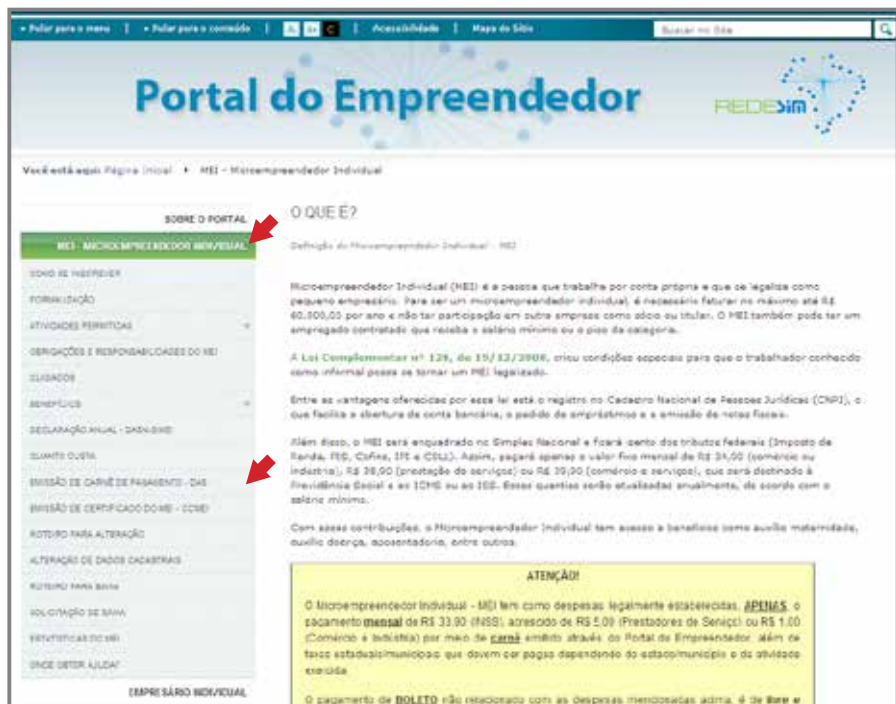 • Pular para o menu | • Pular para o conteúdo | A- A+ C | Acessibilidade | Mapa do Sítio
Buscar no Site
Portal do Empreendedor
REDESIM
Você está aqui: Página Inicial › MEI - Microempreendedor Individual
SOBRE O PORTAL
MEI - MICROEMPREENDEDOR INDIVIDUAL
COMO SE INSCREVER
FORMALIZAÇÃO
ATIVIDADES PERMITIDAS
OBRIGAÇÕES E RESPONSABILIDADES DO MEI
CUIDADOS
BENEFÍCIOS
DECLARAÇÃO ANUAL - DASN-SIMEI
QUANTO CUSTA
EMISSÃO DE CARNÊ DE PAGAMENTO - DAS
EMISSÃO DE CERTIFICADO DO MEI - CCMEI
ROTEIRO PARA ALTERAÇÃO
ALTERAÇÃO DE DADOS CADASTRAIS
ROTEIRO PARA BAIXA
SOLICITAÇÃO DE BAIXA
ESTATÍSTICAS DO MEI
ONDE OBTER AJUDA?
EMPRESÁRIO INDIVIDUAL
O QUE É?
Definição de Microempreendedor Individual - MEI
Microempreendedor Individual (MEI) é a pessoa que trabalha por conta própria e que se legaliza como
pequeno empresário. Para ser um microempreendedor individual, é necessário faturar no máximo até R$
60.000,00 por ano e não ter participação em outra empresa como sócio ou titular. O MEI também pode ter um
empregado contratado que receba o salário mínimo ou o piso da categoria.
A Lei Complementar nº 128, de 19/12/2008, criou condições especiais para que o trabalhador conhecido
como informal possa se tornar um MEI legalizado.
Entre as vantagens oferecidas por essa lei está o registro no Cadastro Nacional de Pessoas Jurídicas (CNPJ), o
que facilita a abertura de conta bancária, o pedido de empréstimos e a emissão de notas fiscais.
Além disso, o MEI será enquadrado no Simples Nacional e ficará isento dos tributos federais (Imposto de
Renda, PIS, Cofins, IPI e CSLL). Assim, pagará apenas o valor fixo mensal de R$ 34,90 (comércio ou
indústria), R$ 38,90 (prestação de serviços) ou R$ 39,90 (comércio e serviços), que será destinado à
Previdência Social e ao ICMS ou ao ISS. Essas quantias serão atualizadas anualmente, de acordo com o
salário mínimo.
Com essas contribuições, o Microempreendedor Individual tem acesso a benefícios como auxílio maternidade,
auxílio doença, aposentadoria, entre outros.
ATENÇÃO!
O Microempreendedor Individual - MEI tem como despesas legalmente estabelecidas, APENAS, o
pagamento mensal de R$ 33,90 (INSS), acrescido de R$ 5,00 (Prestadores de Serviço) ou R$ 1,00
(Comércio e Indústria) por meio de carnê emitido através do Portal do Empreendedor, além de
taxas estaduais/municipais que devem ser pagas dependendo do estado/município e da atividade
exercida.
O pagamento de BOLETO não relacionado com as despesas mencionadas acima, é de livre e